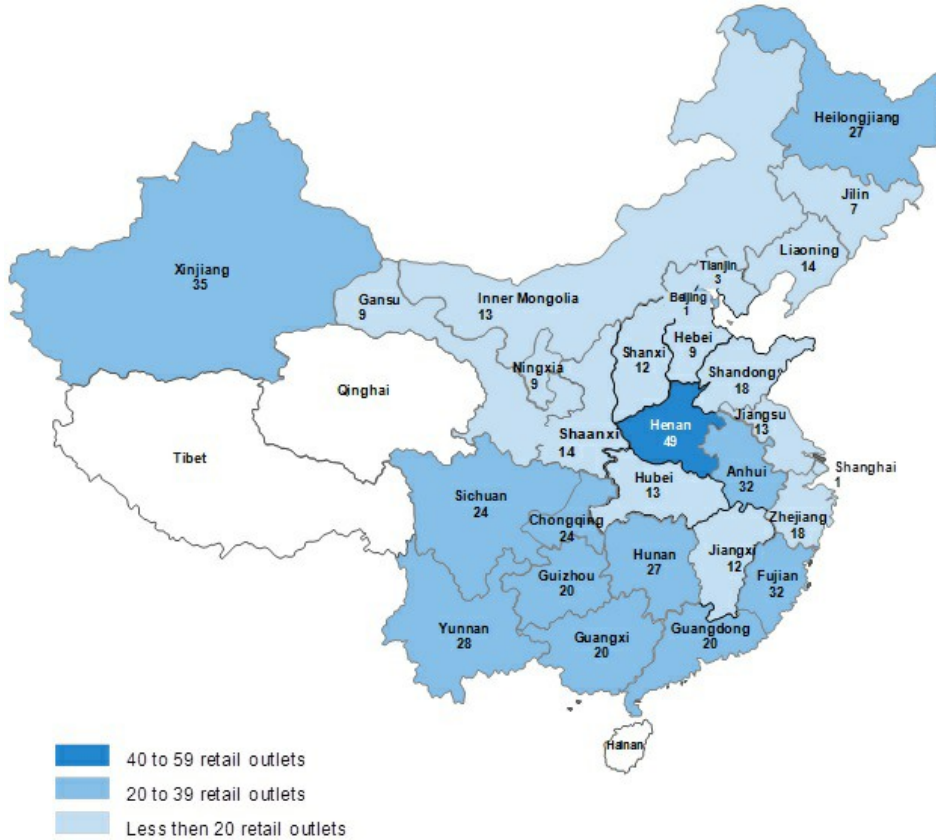 Heilongjiang
27
Jilin
7
Liaoning
14
Tianjin
3
Xinjiang
35
Gansu
9
Inner Mongolia
13
Beijing
1
Hebei
9
Shanxi
12
Shandong
18
Ningxia
9
Qinghai
Jiangsu
13
Henan
49
Shaanxi
14
Tibet
Anhui
32
Shanghai
1
Hubei
13
Sichuan
24
Chongqing
24
Zhejiang
18
Jiangxi
12
Hunan
27
Guizhou
20
Fujian
32
Yunnan
28
Guangxi
20
Guangdong
20
Hainan
40 to 59 retail outlets
20 to 39 retail outlets
Less then 20 retail outlets